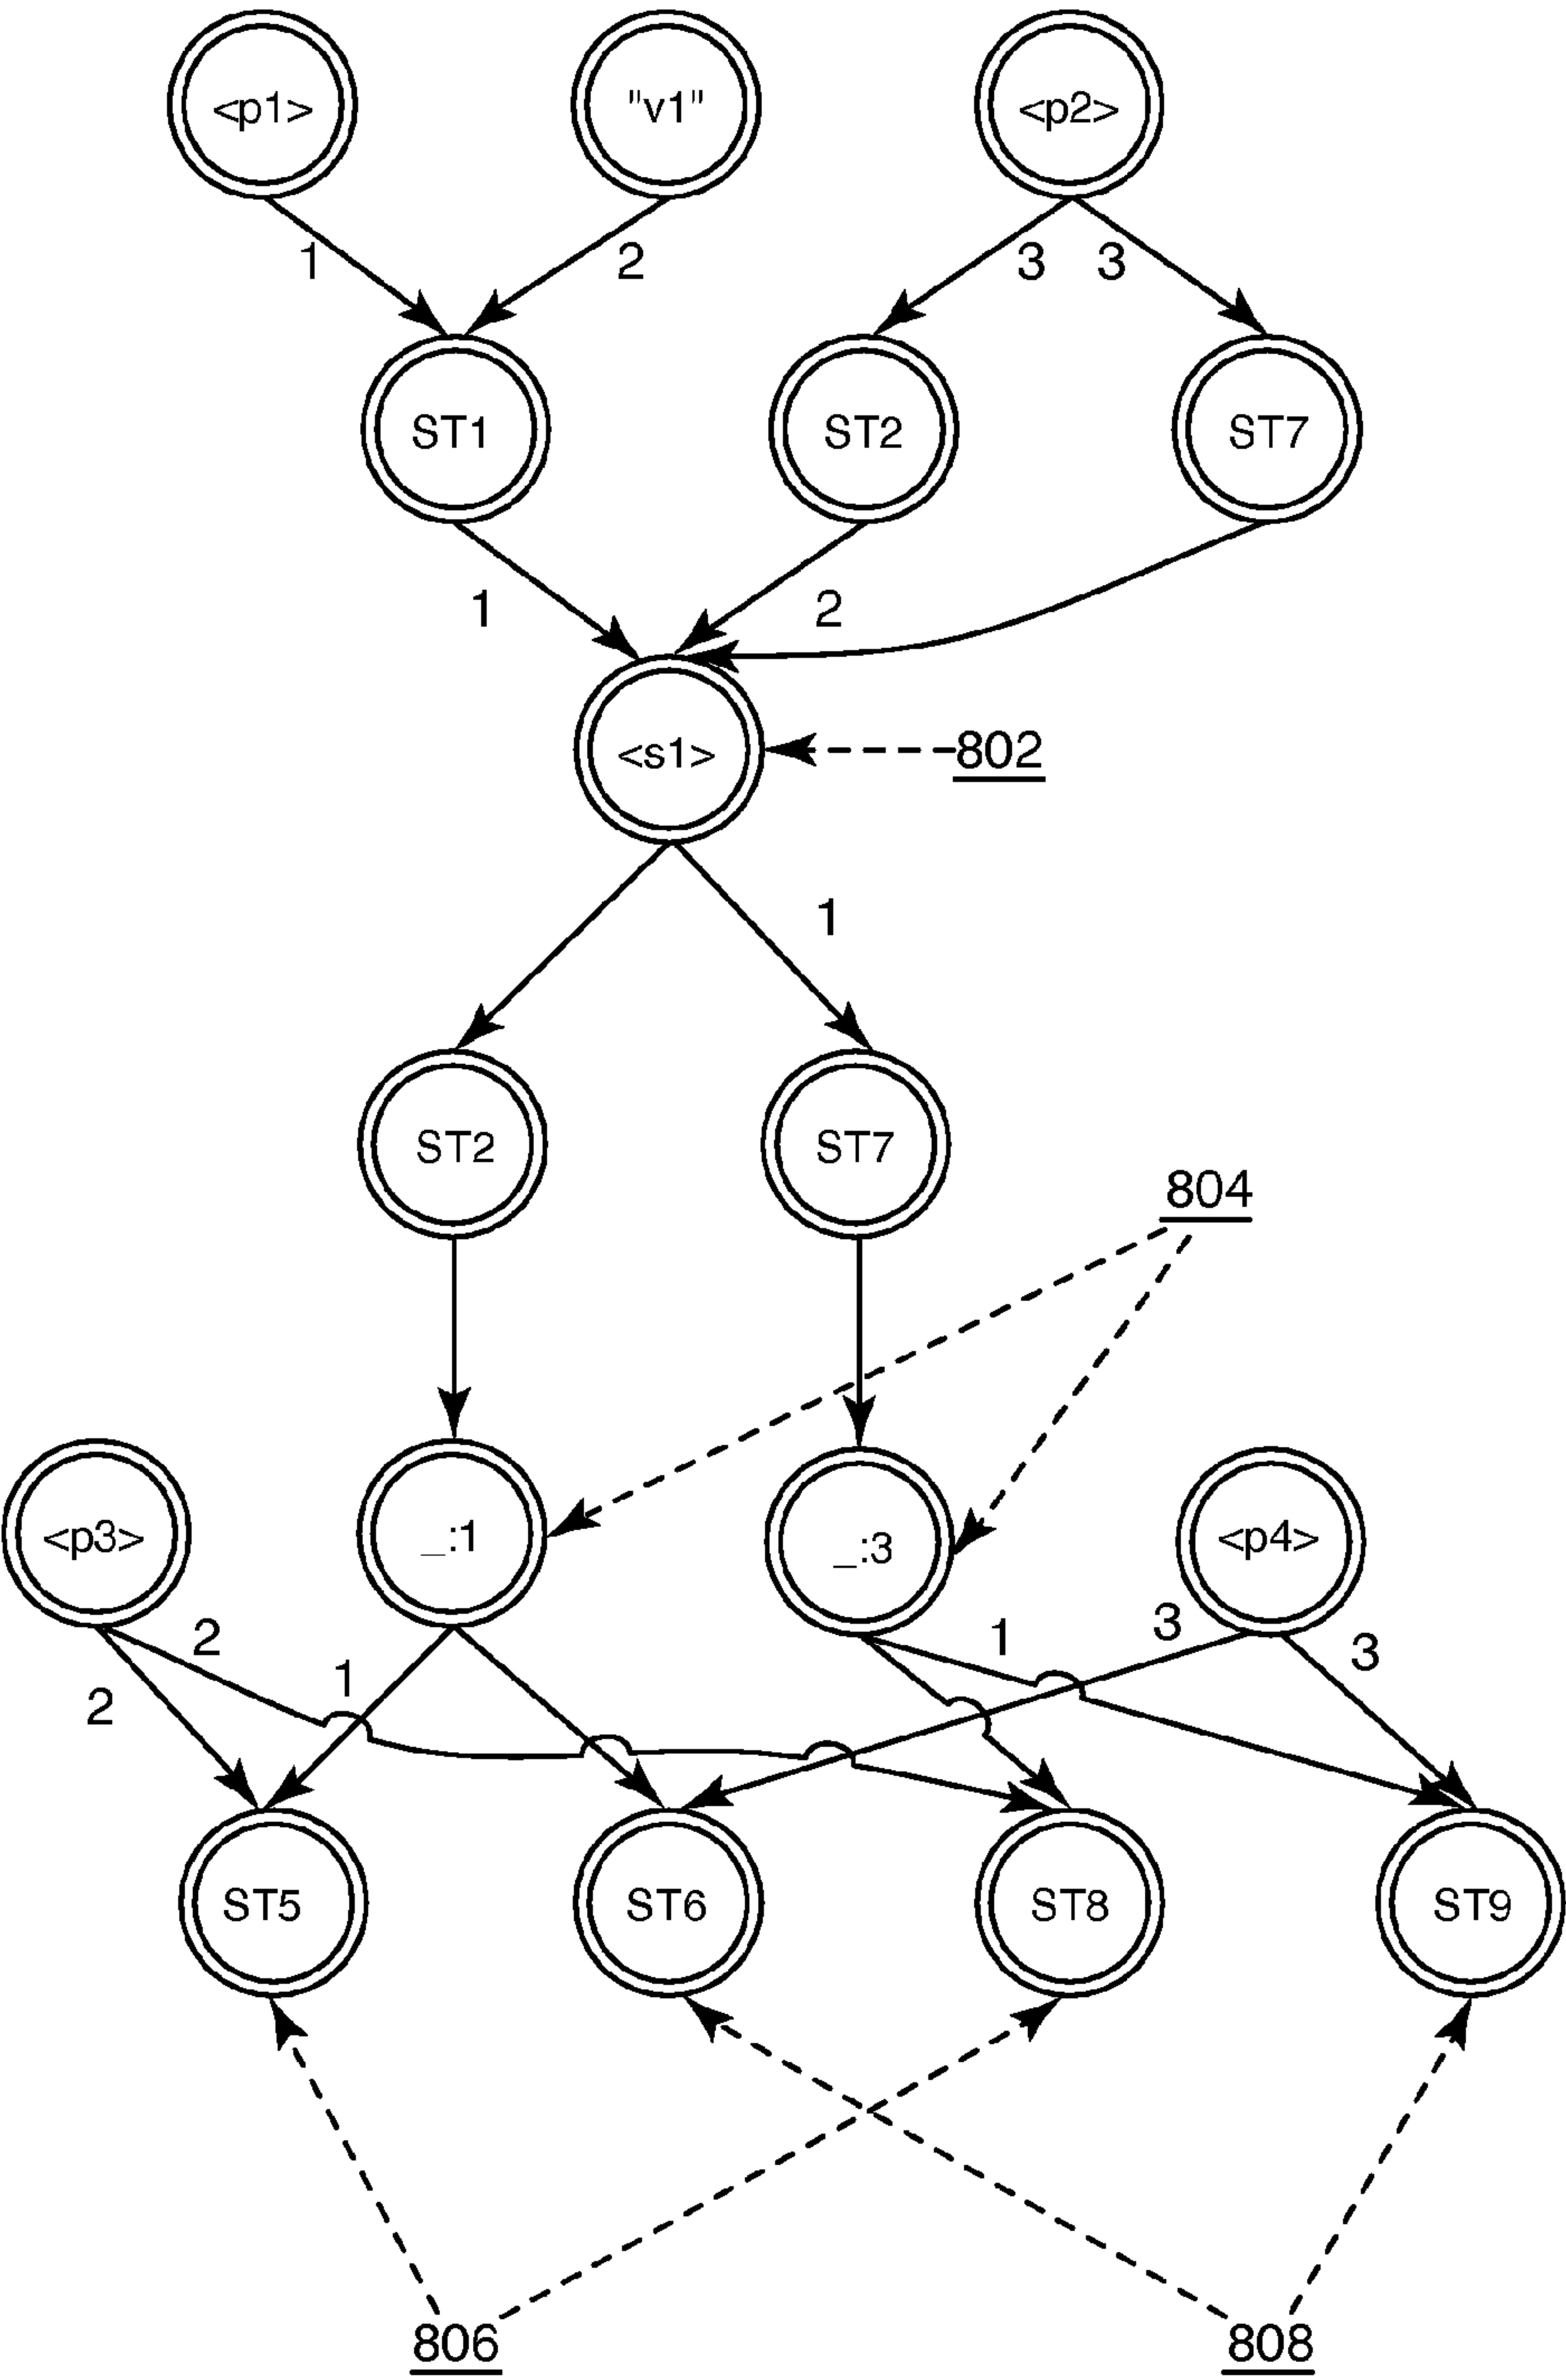 <p1> "v1" <p2>
1 2 3 3
ST1 ST2 ST7
1 2
<s1> 802
1
ST2 ST7
804
<p3> _:1 _:3 <p4>
2 1 3 3
2 1
ST5 ST6 ST8 ST9
806 808